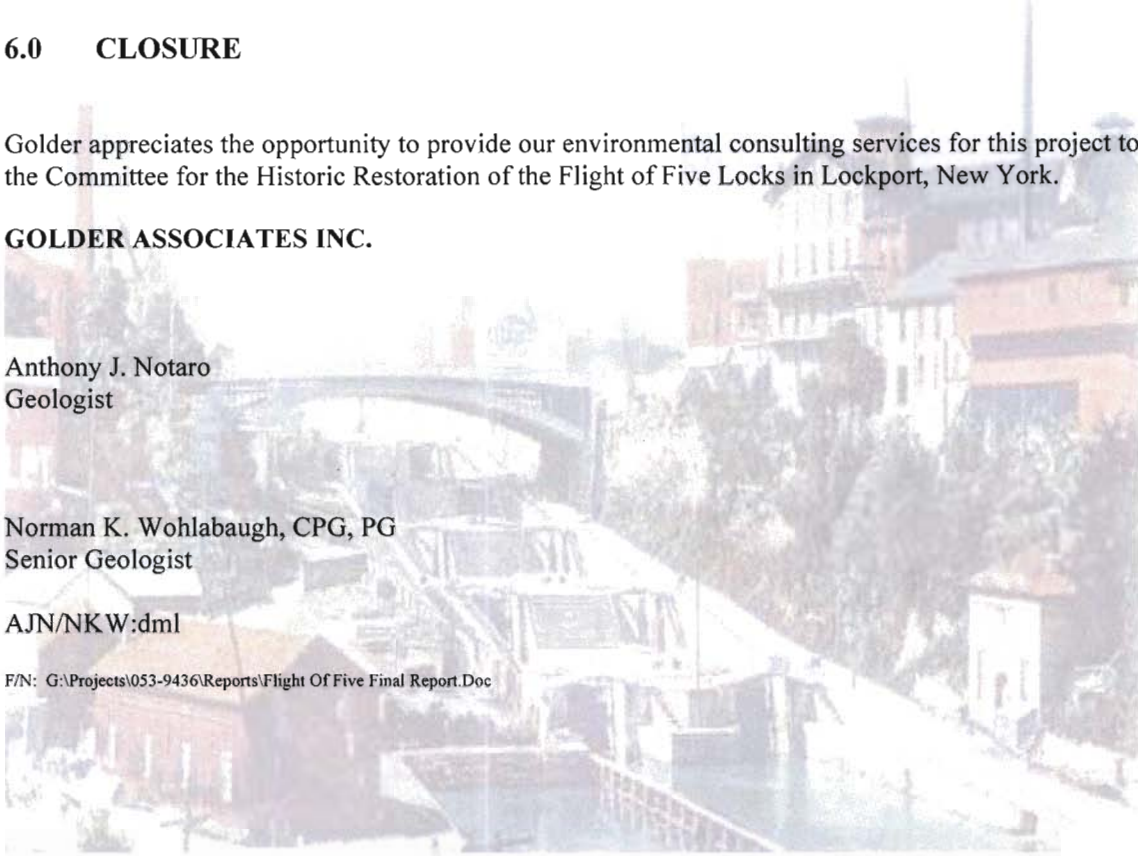 6.0 CLOSURE
Golder appreciates the opportunity to provide our environmental consulting services for this project to
the Committee for the Historic Restoration of the Flight of Five Locks in Lockport, New York.
GOLDER ASSOCIATES INC.
Anthony J. Notaro
Geologist
Norman K. Wohlabaugh, CPG, PG
Senior Geologist
AJN/NKW:dml
F/N: G:\Projects\053-9436\Reports\Flight Of Five Final Report.Doc